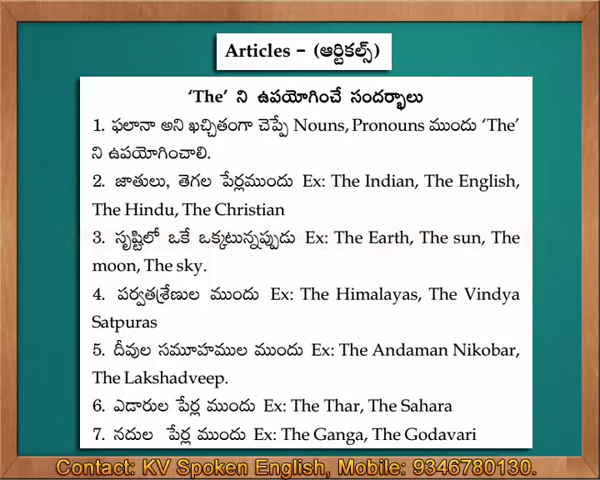 Articles – (ఆర్టికల్స్)
‘The’ ని ఉపయోగించే సందర్భాలు
1. ఫలానా అని ఖచ్చితంగా చెప్పే Nouns, Pronouns ముందు ‘The’
ని ఉపయోగించాలి.
2. జాతులు, తెగల పేర్లముందు Ex: The Indian, The English,
The Hindu, The Christian
3. సృష్టిలో ఒకే ఒక్కటున్నప్పుడు Ex: The Earth, The sun, The
moon, The sky.
4. పర్వతశ్రేణుల ముందు Ex: The Himalayas, The Vindya
Satpuras
5. దీవుల సమూహముల ముందు Ex: The Andaman Nikobar,
The Lakshadveep.
6. ఎడారుల పేర్ల ముందు Ex: The Thar, The Sahara
7. నదుల పేర్ల ముందు Ex: The Ganga, The Godavari
Contact: KV Spoken English, Mobile: 9346780130.